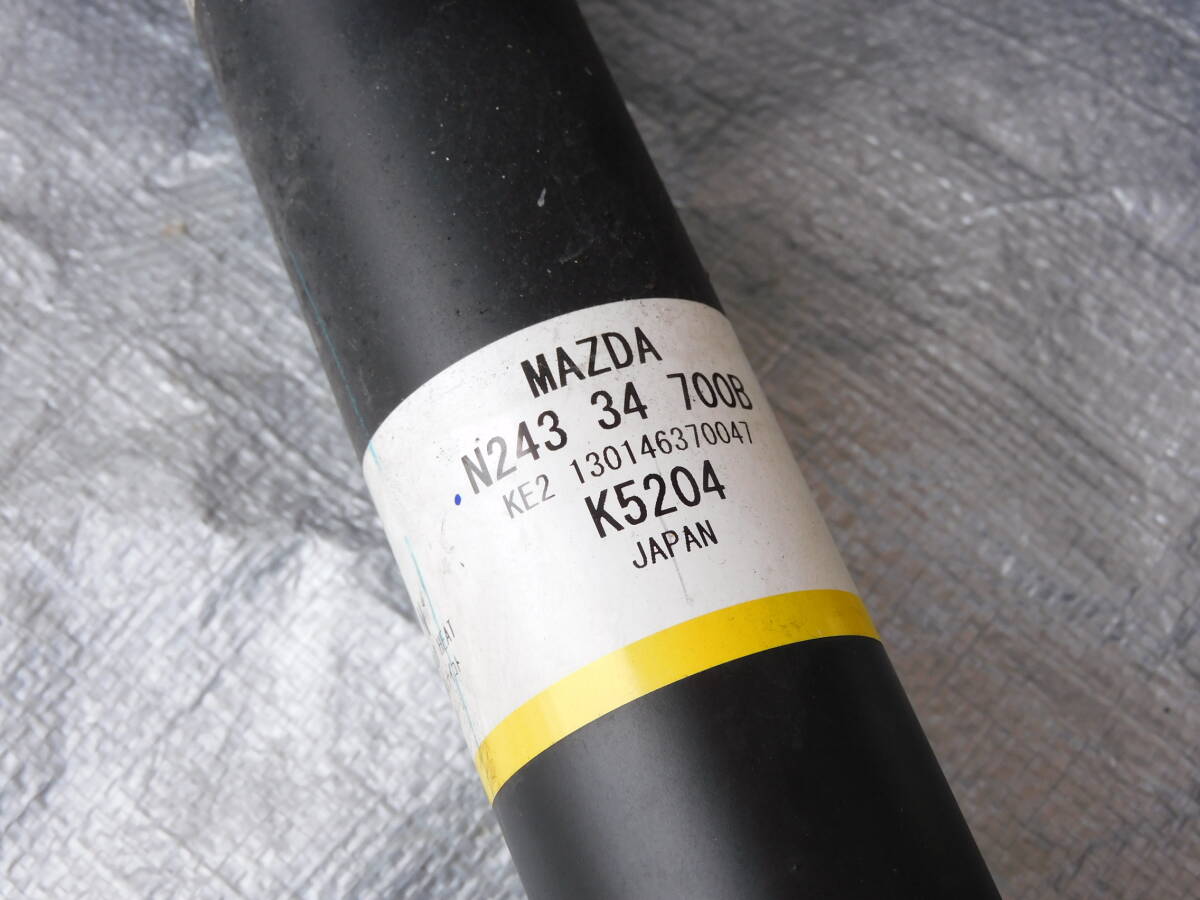 MAZDA
N243 34 700B
KE2 130146370047
K5204
JAPAN